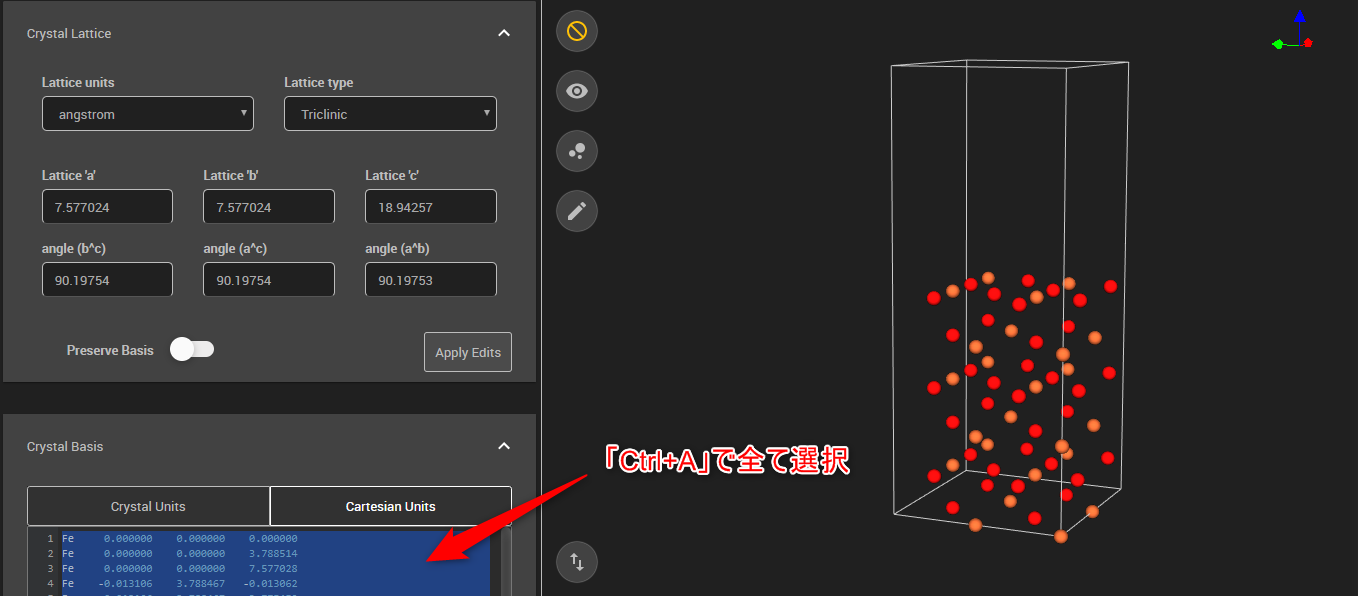 Crystal Lattice
Lattice units Lattice type
angstrom Triclinic
Lattice 'a' Lattice 'b' Lattice 'c'
7.577024 7.577024 18.94257
angle (b^c) angle (a^c) angle (a^b)
90.19754 90.19754 90.19753
Preserve Basis Apply Edits
Crystal Basis
「Ctrl+A」で全て選択
Crystal Units Cartesian Units
1 Fe 0.000000 0.000000 0.000000
2 Fe 0.000000 0.000000 3.788514
3 Fe 0.000000 0.000000 7.577028
4 Fe -0.013106 3.788467 -0.013062